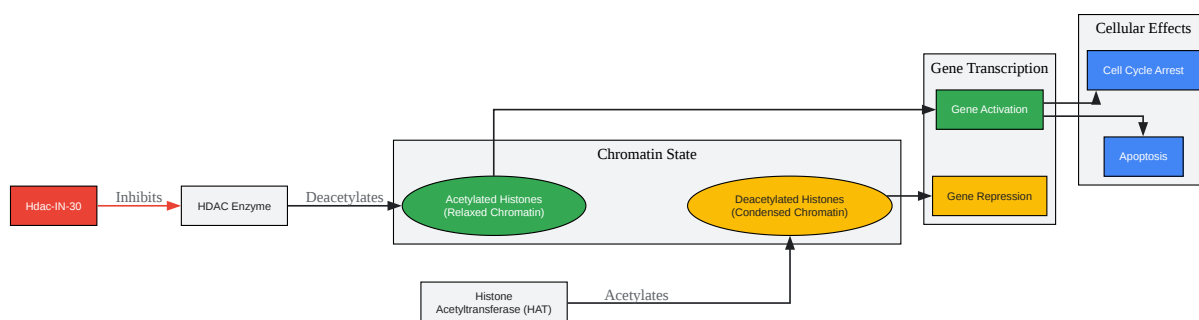 Cellular Effects
Cell Cycle Arrest
Gene Transcription
Gene Activation
Apoptosis
Chromatin State
Hdac-IN-30
Inhibits
HDAC Enzyme
Deacetylates
Acetylated Histones
(Relaxed Chromatin)
Deacetylated Histones
(Condensed Chromatin)
Gene Repression
Histone
Acetyltransferase (HAT)
Acetylates